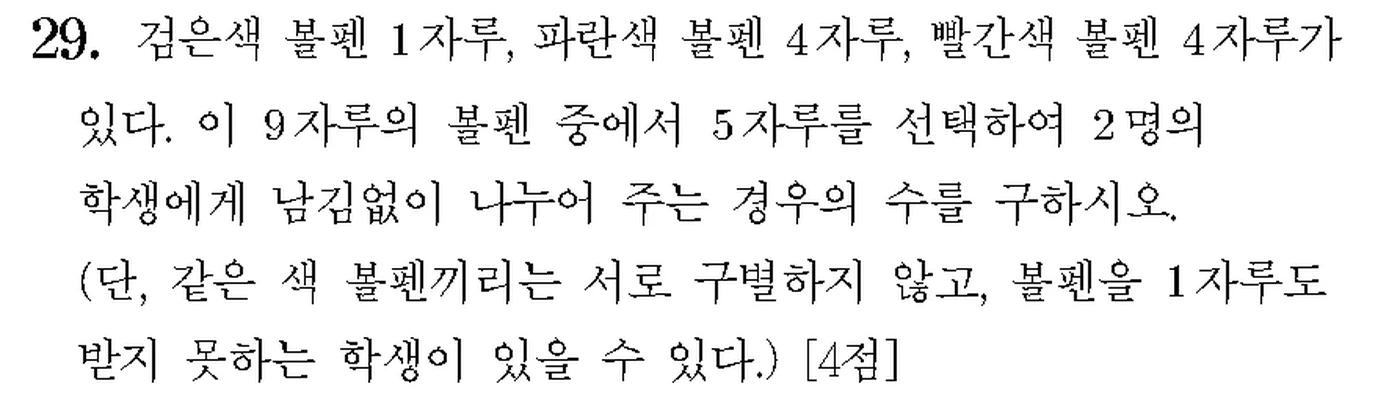 29. 검은색 볼펜 1자루, 파란색 볼펜 4자루, 빨간색 볼펜 4자루가
있다. 이 9자루의 볼펜 중에서 5자루를 선택하여 2명의
학생에게 남김없이 나누어 주는 경우의 수를 구하시오.
(단, 같은 색 볼펜끼리는 서로 구별하지 않고, 볼펜을 1자루도
받지 못하는 학생이 있을 수 있다.) [4점]